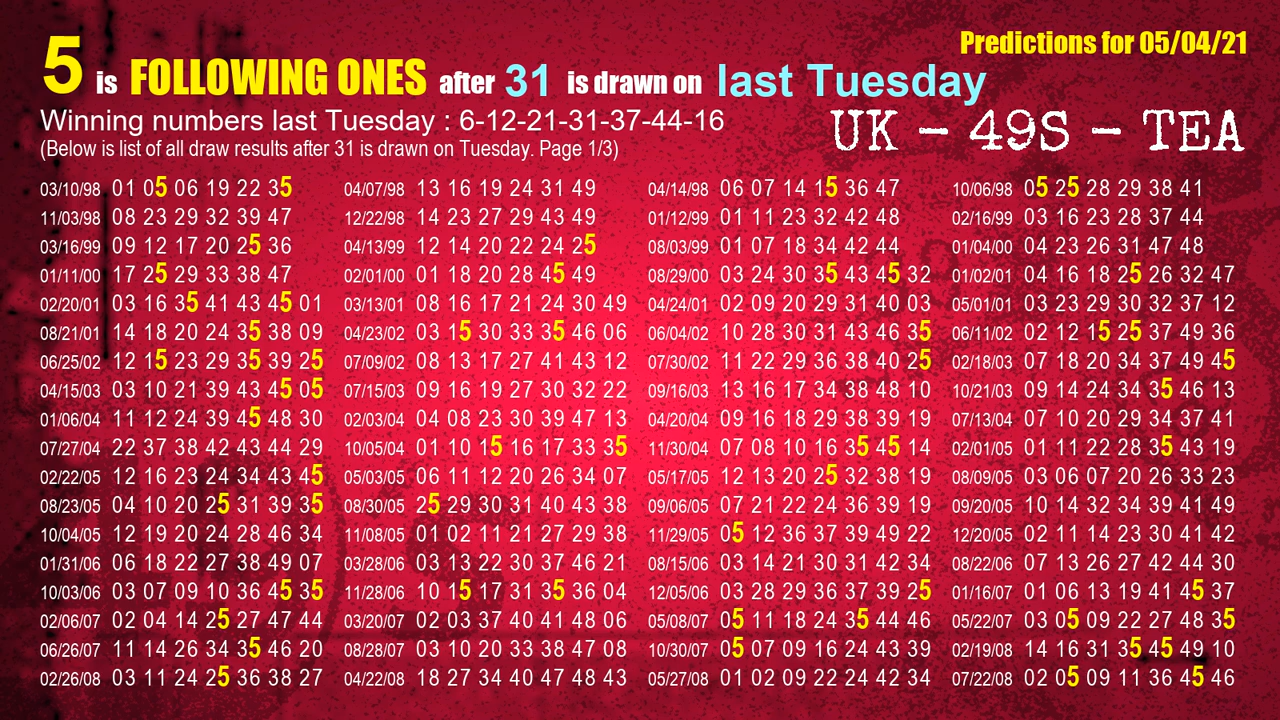 Predictions for 05/04/21
5 is FOLLOWING ONES after 31 is drawn on last Tuesday
Winning numbers last Tuesday : 6-12-21-31-37-44-16
UK - 49S - TEA
(Below is list of all draw results after 31 is drawn on Tuesday. Page 1/3)
03/10/98 01 05 06 19 22 35 04/07/98 13 16 19 24 31 49 04/14/98 06 07 14 15 36 47 10/06/98 05 25 28 29 38 41
11/03/98 08 23 29 32 39 47 12/22/98 14 23 27 29 43 49 01/12/99 01 11 23 32 42 48 02/16/99 03 16 23 28 37 44
03/16/99 09 12 17 20 25 36 04/13/99 12 14 20 22 24 25 08/03/99 01 07 18 34 42 44 01/04/00 04 23 26 31 47 48
01/11/00 17 25 29 33 38 47 02/01/00 01 18 20 28 45 49 08/29/00 03 24 30 35 43 45 32 01/02/01 04 16 18 25 26 32 47
02/20/01 03 16 35 41 43 45 01 03/13/01 08 16 17 21 24 30 49 04/24/01 02 09 20 29 31 40 03 05/01/01 03 23 29 30 32 37 12
08/21/01 14 18 20 24 35 38 09 04/23/02 03 15 30 33 35 46 06 06/04/02 10 28 30 31 43 46 35 06/11/02 02 12 15 25 37 49 36
06/25/02 12 15 23 29 35 39 25 07/09/02 08 13 17 27 41 43 12 07/30/02 11 22 29 36 38 40 25 02/18/03 07 18 20 34 37 49 45
04/15/03 03 10 21 39 43 45 05 07/15/03 09 16 19 27 30 32 22 09/16/03 13 16 17 34 38 48 10 10/21/03 09 14 24 34 35 46 13
01/06/04 11 12 24 39 45 48 30 02/03/04 04 08 23 30 39 47 13 04/20/04 09 16 18 29 38 39 19 07/13/04 07 10 20 29 34 37 41
07/27/04 22 37 38 42 43 44 29 10/05/04 01 10 15 16 17 33 35 11/30/04 07 08 10 16 35 45 14 02/01/05 01 11 22 28 35 43 19
02/22/05 12 16 23 24 34 43 45 05/03/05 06 11 12 20 26 34 07 05/17/05 12 13 20 25 32 38 19 08/09/05 03 06 07 20 26 33 23
08/23/05 04 10 20 25 31 39 35 08/30/05 25 29 30 31 40 43 38 09/06/05 07 21 22 24 36 39 19 09/20/05 10 14 32 34 39 41 49
10/04/05 12 19 20 24 28 46 34 11/08/05 01 02 11 21 27 29 38 11/29/05 05 12 36 37 39 49 22 12/20/05 02 11 14 23 30 41 42
01/31/06 06 18 22 27 38 49 07 03/28/06 03 13 22 30 37 46 21 08/15/06 03 14 21 30 31 42 34 08/22/06 07 13 26 27 42 44 30
10/03/06 03 07 09 10 36 45 35 11/28/06 10 15 17 31 35 36 04 12/05/06 03 28 29 36 37 39 25 01/16/07 01 06 13 19 41 45 37
02/06/07 02 04 14 25 27 47 44 03/20/07 02 03 37 40 41 48 06 05/08/07 05 11 18 24 35 44 46 05/22/07 03 05 09 22 27 48 35
06/26/07 11 14 26 34 35 46 20 08/28/07 03 10 20 33 38 47 08 10/30/07 05 07 09 16 24 43 39 02/19/08 14 16 31 35 45 49 10
02/26/08 03 11 24 25 36 38 27 04/22/08 18 27 34 40 47 48 43 05/27/08 01 02 09 22 24 42 34 07/22/08 02 05 09 11 36 45 46